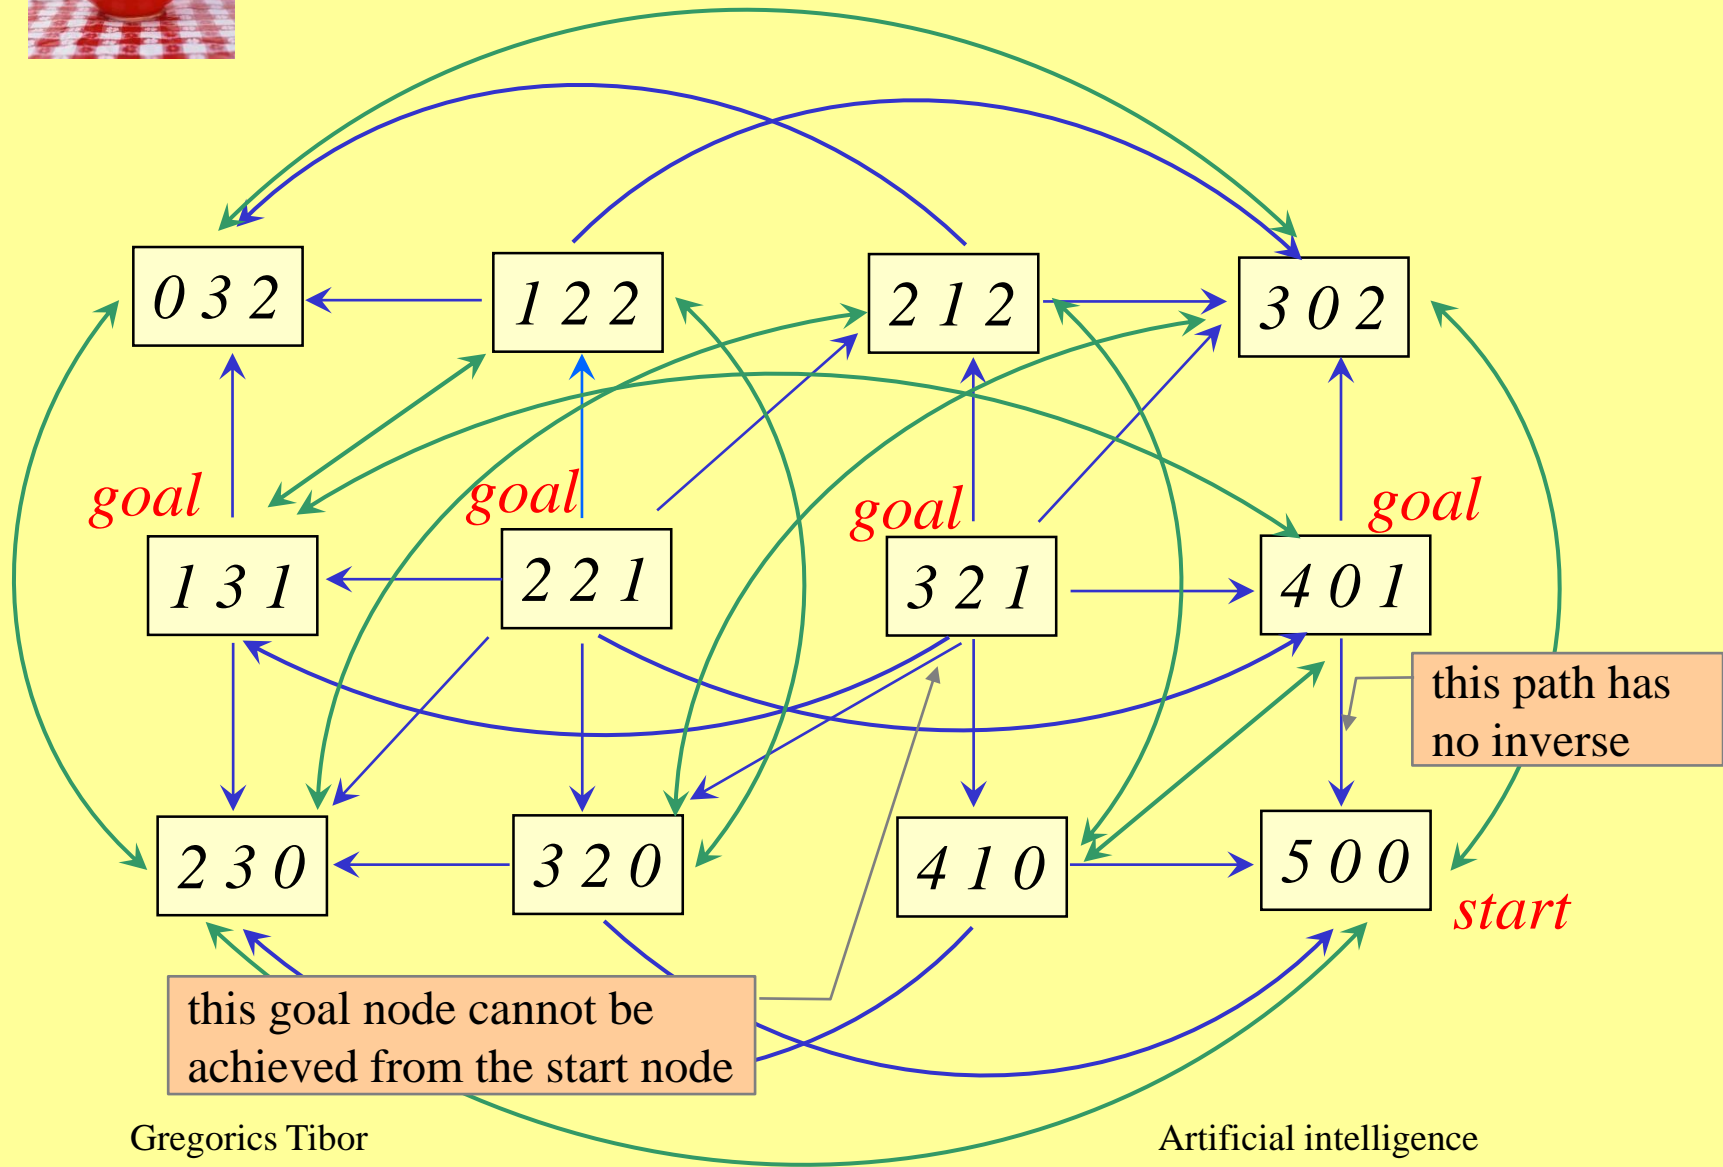 0 3 2
1 2 2
2 1 2
3 0 2
goal
goal
goal
goal
1 3 1
2 2 1
3 2 1
4 0 1
this path has
no inverse
2 3 0
3 2 0
4 1 0
5 0 0
start
this goal node cannot be
achieved from the start node
Gregorics Tibor
Artificial intelligence